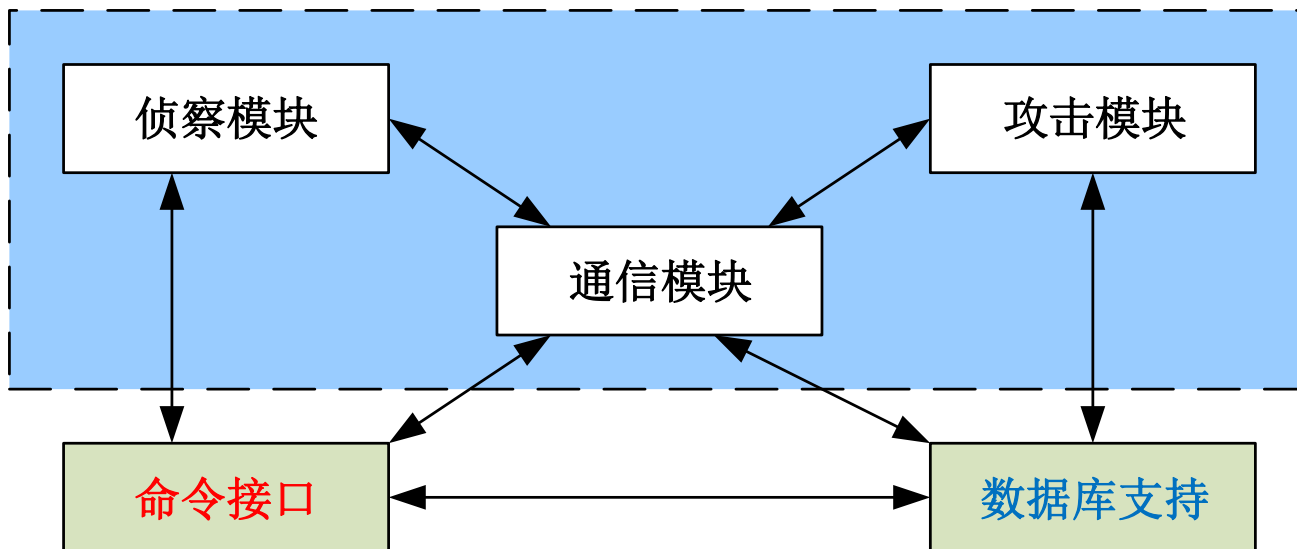 侦察模块
攻击模块
通信模块
命令接口
数据库支持